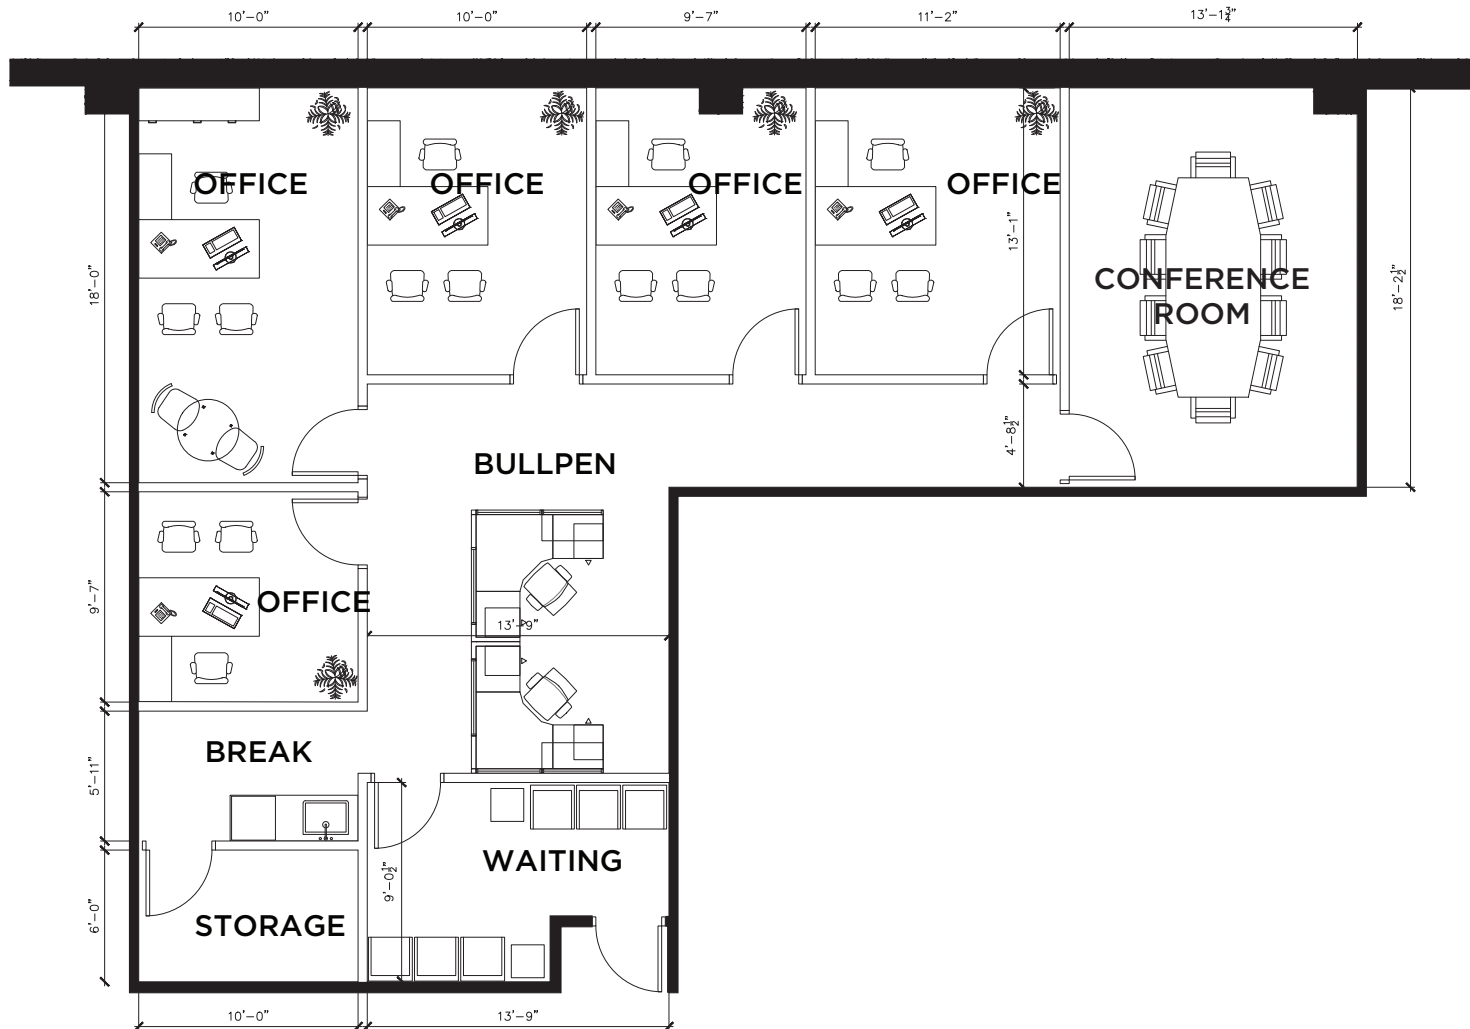 10'-0"
10'-0"
9'-7"
11'-2"
13'-1¾"
OFFICE
OFFICE
OFFICE
OFFICE
13'-1"
18'-0"
CONFERENCE
ROOM
18'-2½"
4'-8½"
BULLPEN
9'-7"
OFFICE
13'-9"
BREAK
5'-11"
WAITING
9'-0½"
6'-0"
STORAGE
10'-0"
13'-9"